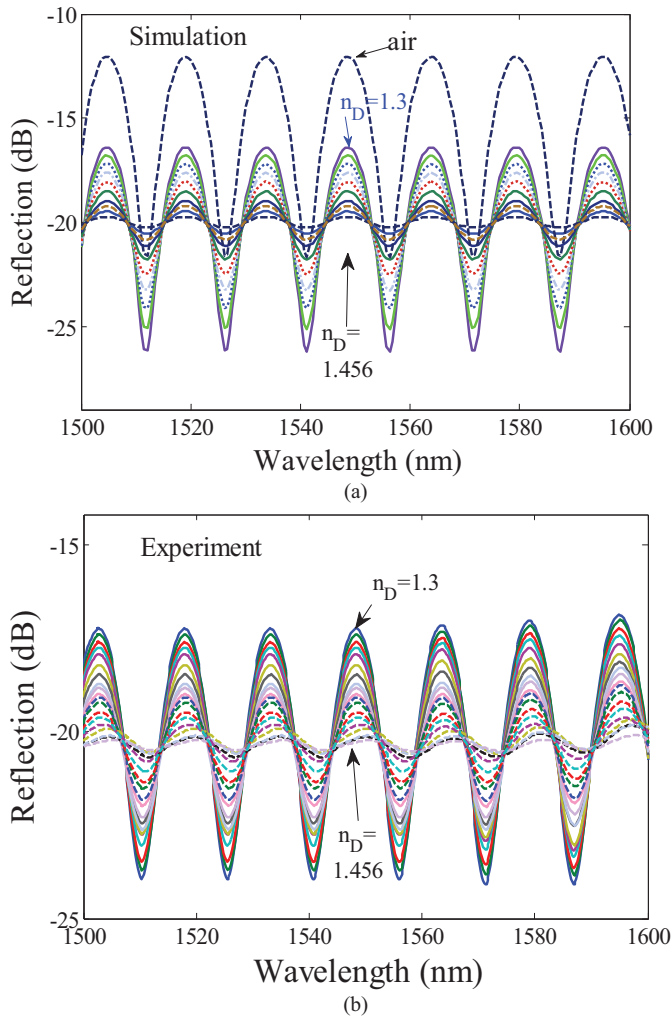 -10
Simulation
air
n_D=1.3
-15
-20
-25
n_D=
1.456
Reflection (dB)
1500 1520 1540 1560 1580 1600
Wavelength (nm)
(a)
-15
Experiment
n_D=1.3
-20
n_D=
1.456
-25
Reflection (dB)
1500 1520 1540 1560 1580 1600
Wavelength (nm)
(b)